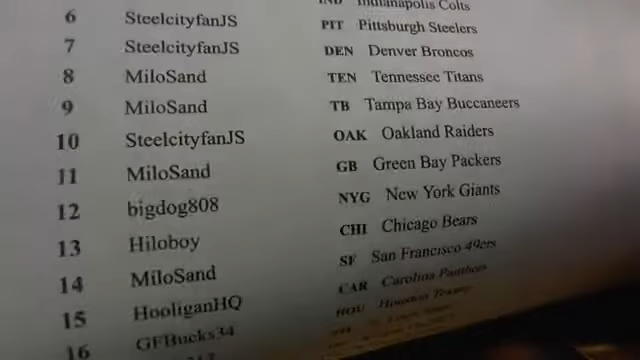 Indianapolis Colts
6 SteelcityfanJS PIT Pittsburgh Steelers
7 SteelcityfanJS DEN Denver Broncos
8 MiloSand TEN Tennessee Titans
9 MiloSand TB Tampa Bay Buccaneers
10 SteelcityfanJS OAK Oakland Raiders
11 MiloSand GB Green Bay Packers
12 bigdog808 NYG New York Giants
13 Hiloboy CHI Chicago Bears
14 MiloSand SF San Francisco 49ers
15 HooliganHQ CAR Carolina Panthers
16 GFBucks34 HOU Houston Texans